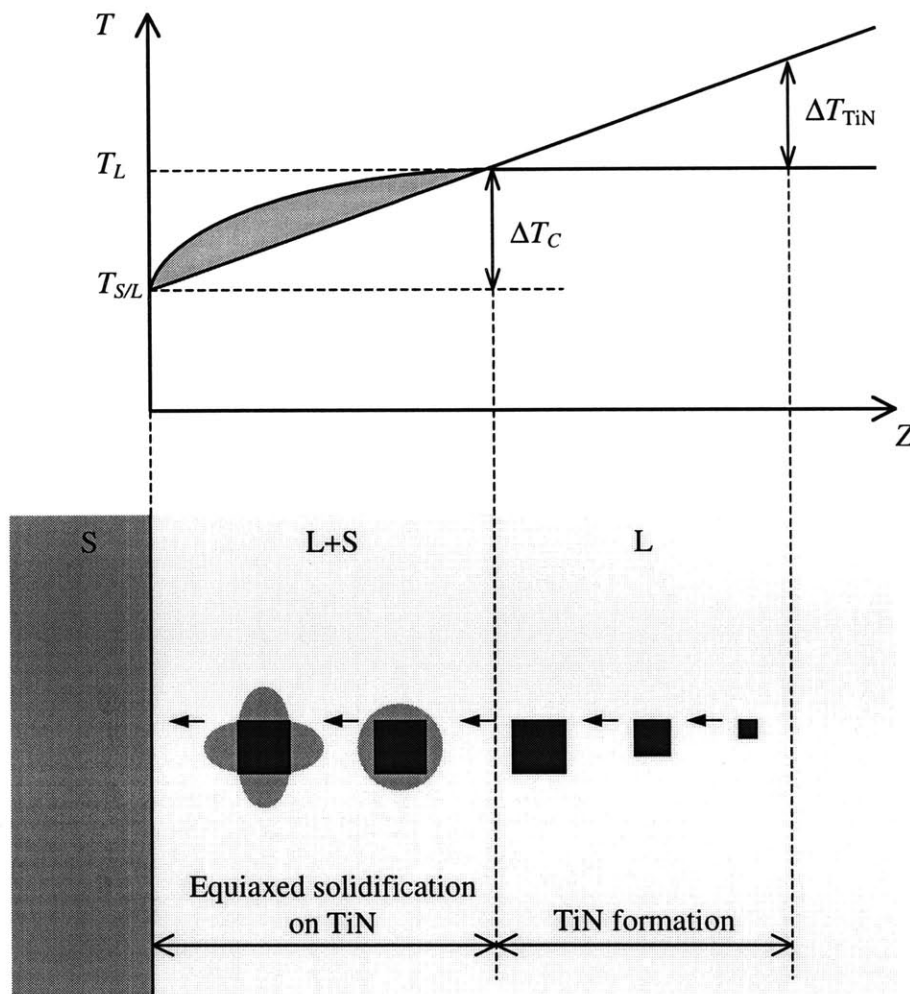 T
ΔT_TiN
T_L
ΔT_C
T_S/L
Z
S
L+S
L
Equiaxed solidification
on TiN
TiN formation